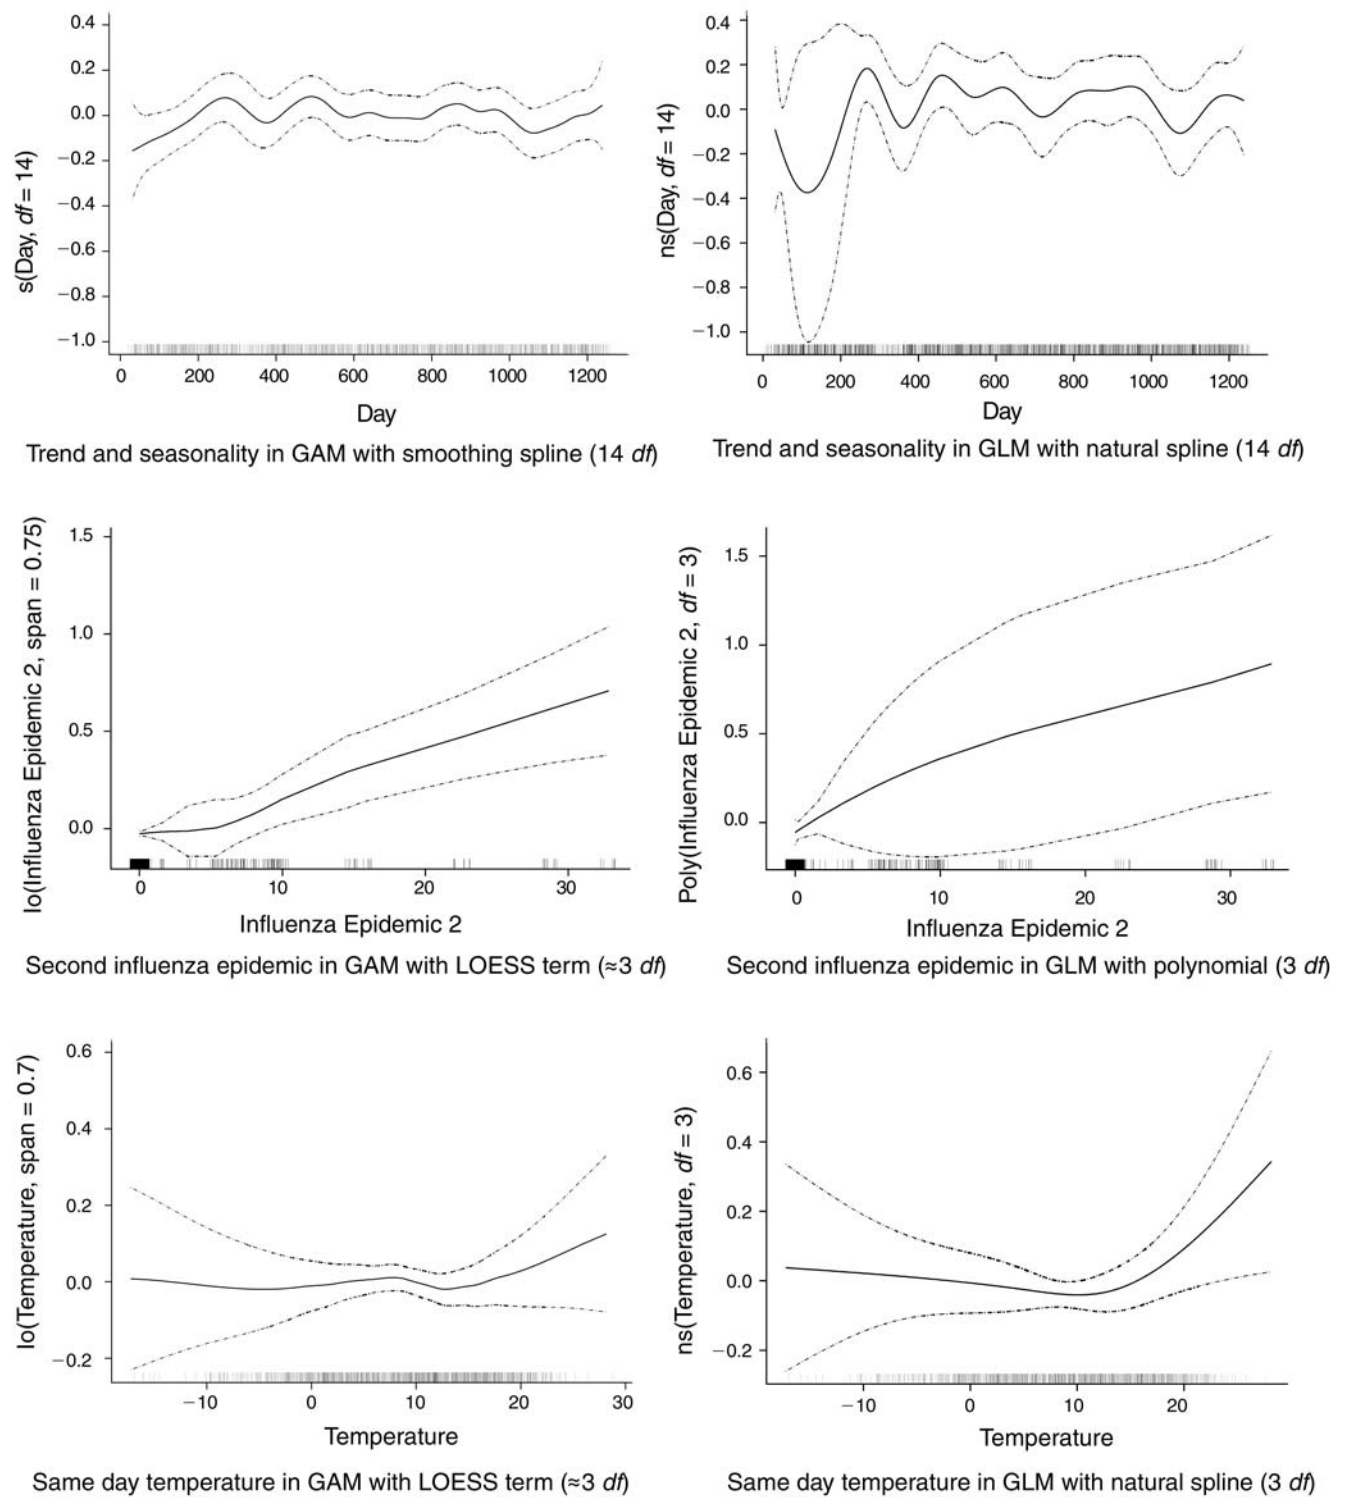 0.4
0.2
0.0
−0.2
−0.4
−0.6
−0.8
−1.0
s(Day, df = 14)
0 200 400 600 800 1000 1200
Day
Trend and seasonality in GAM with smoothing spline (14 df)
0.4
0.2
0.0
−0.2
−0.4
−0.6
−0.8
−1.0
ns(Day, df = 14)
0 200 400 600 800 1000 1200
Day
Trend and seasonality in GLM with natural spline (14 df)
1.5
1.0
0.5
0.0
lo(Influenza Epidemic 2, span = 0.75)
0 10 20 30
Influenza Epidemic 2
Second influenza epidemic in GAM with LOESS term (≈3 df)
1.5
1.0
0.5
0.0
Poly(Influenza Epidemic 2, df = 3)
0 10 20 30
Influenza Epidemic 2
Second influenza epidemic in GLM with polynomial (3 df)
0.6
0.4
0.2
0.0
−0.2
lo(Temperature, span = 0.7)
−10 0 10 20 30
Temperature
Same day temperature in GAM with LOESS term (≈3 df)
0.6
0.4
0.2
0.0
−0.2
ns(Temperature, df = 3)
−10 0 10 20
Temperature
Same day temperature in GLM with natural spline (3 df)